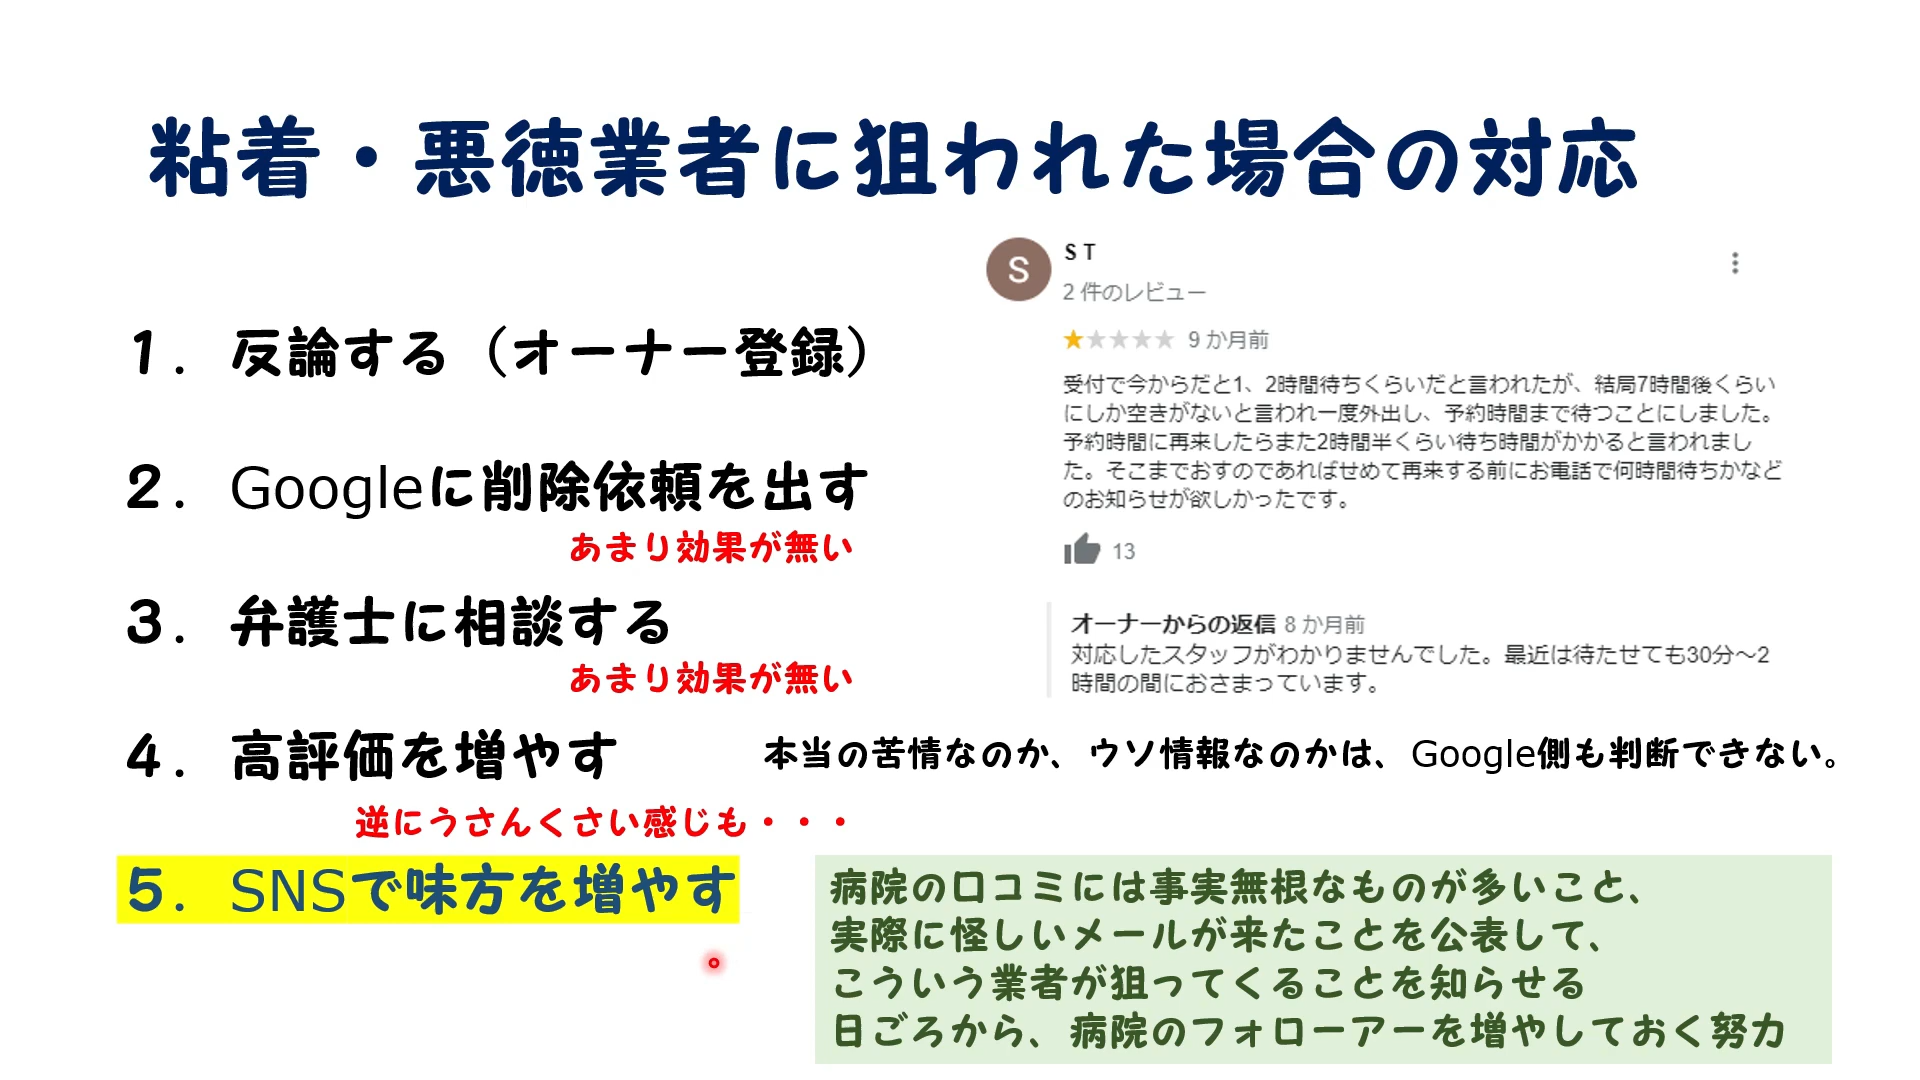 粘着・悪徳業者に狙われた場合の対応
１．反論する（オーナー登録）
２．Googleに削除依頼を出す
あまり効果が無い
３．弁護士に相談する
あまり効果が無い
４．高評価を増やす
逆にうさんくさい感じも・・・
５．SNSで味方を増やす
S
S T
2 件のレビュー
9 か月前
受付で今からだと1、2時間待ちくらいだと言われたが、結局7時間後くらい
にしか空きがないと言われ一度外出し、予約時間まで待つことにしました。
予約時間に再来したらまた2時間半くらい待ち時間がかかると言われまし
た。そこまでおすのであればせめて再来する前にお電話で何時間待ちかなど
のお知らせが欲しかったです。
13
オーナーからの返信 8 か月前
対応したスタッフがわかりませんでした。最近は待たせても30分～2
時間の間におさまっています。
本当の苦情なのか、ウソ情報なのかは、Google側も判断できない。
病院の口コミには事実無根なものが多いこと、
実際に怪しいメールが来たことを公表して、
こういう業者が狙ってくることを知らせる
日ごろから、病院のフォローアーを増やしておく努力